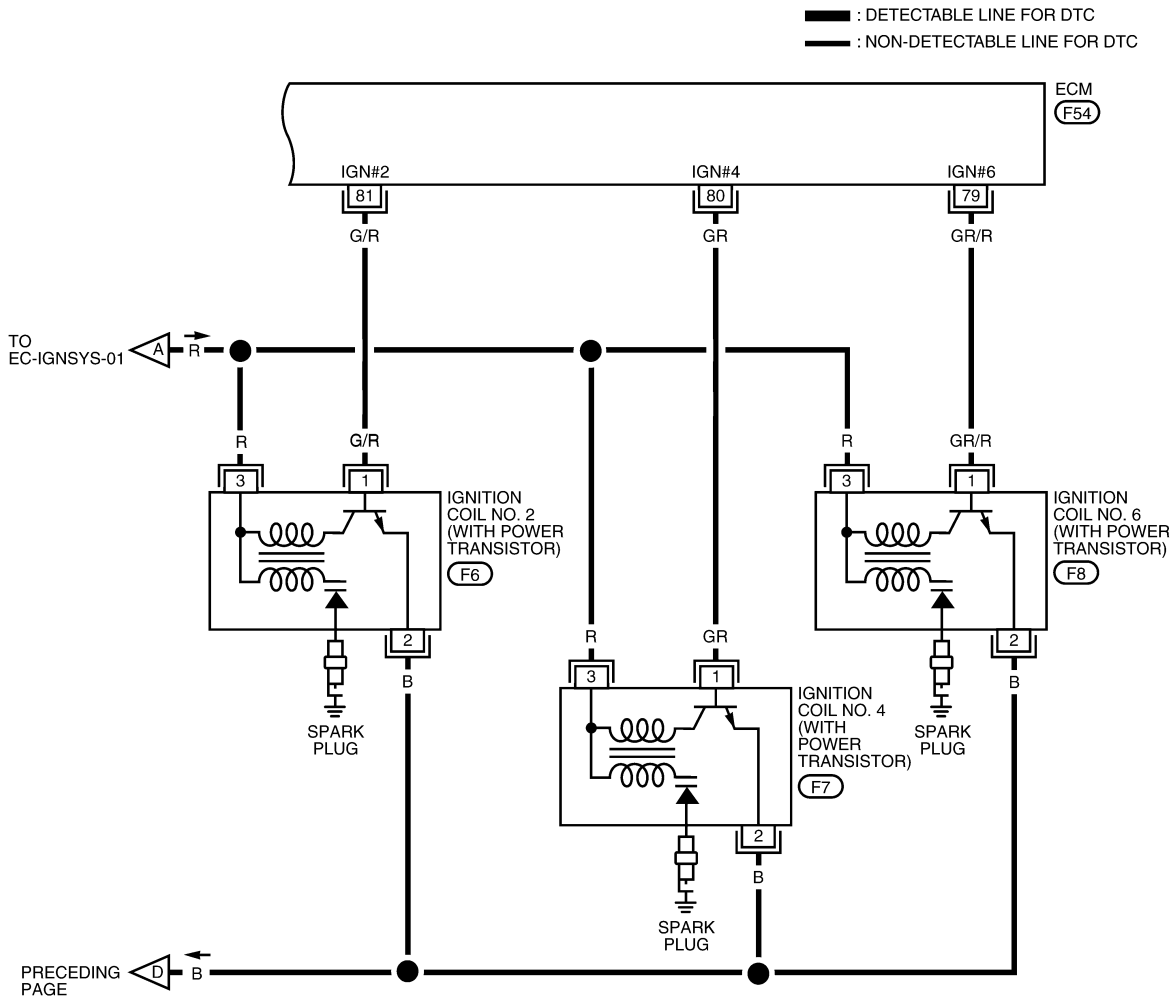 : DETECTABLE LINE FOR DTC
: NON-DETECTABLE LINE FOR DTC
ECM
F54
IGN#2
IGN#4
IGN#6
81
80
79
G/R
GR
GR/R
TO
EC-IGNSYS-01
A
R
R
G/R
R
GR/R
3
1
3
1
IGNITION
COIL NO. 2
(WITH POWER
TRANSISTOR)
F6
IGNITION
COIL NO. 6
(WITH POWER
TRANSISTOR)
F8
2
R
GR
2
B
3
1
B
SPARK
PLUG
IGNITION
COIL NO. 4
(WITH
POWER
TRANSISTOR)
F7
SPARK
PLUG
2
B
SPARK
PLUG
PRECEDING
PAGE
D
B